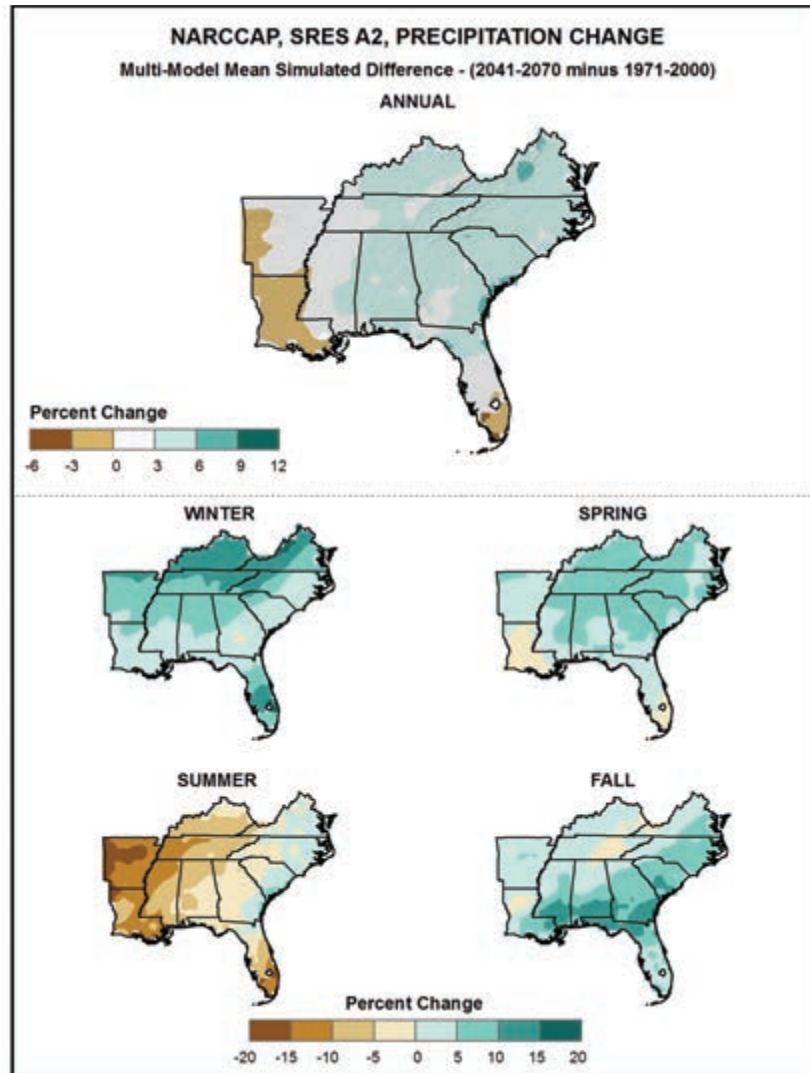 NARCCAP, SRES A2, PRECIPITATION CHANGE
Multi-Model Mean Simulated Difference - (2041-2070 minus 1971-2000)
ANNUAL
Percent Change
-6 -3 0 3 6 9 12
WINTER SPRING
SUMMER FALL
Percent Change
-20 -15 -10 -5 0 5 10 15 20